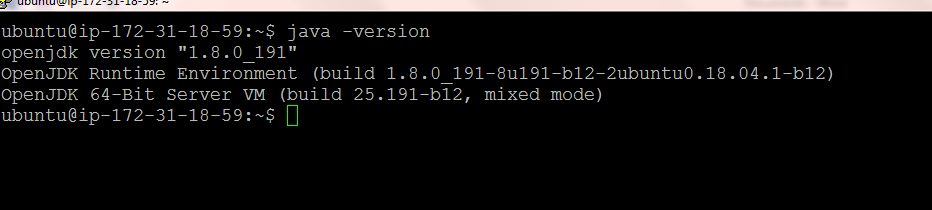 ubuntu@ip-172-31-18-59: ~
ubuntu@ip-172-31-18-59:~$ java -version
openjdk version "1.8.0_191"
OpenJDK Runtime Environment (build 1.8.0_191-8u191-b12-2ubuntu0.18.04.1-b12)
OpenJDK 64-Bit Server VM (build 25.191-b12, mixed mode)
ubuntu@ip-172-31-18-59:~$